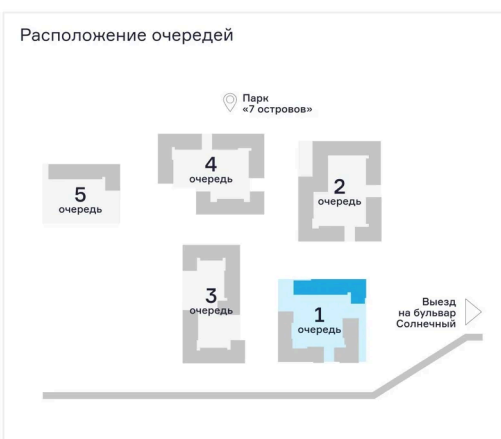 Расположение очередей
Парк
«7 островов»
4
очередь
5
очередь
2
очередь
3
очередь
1
очередь
Выезд
на бульвар
Солнечный